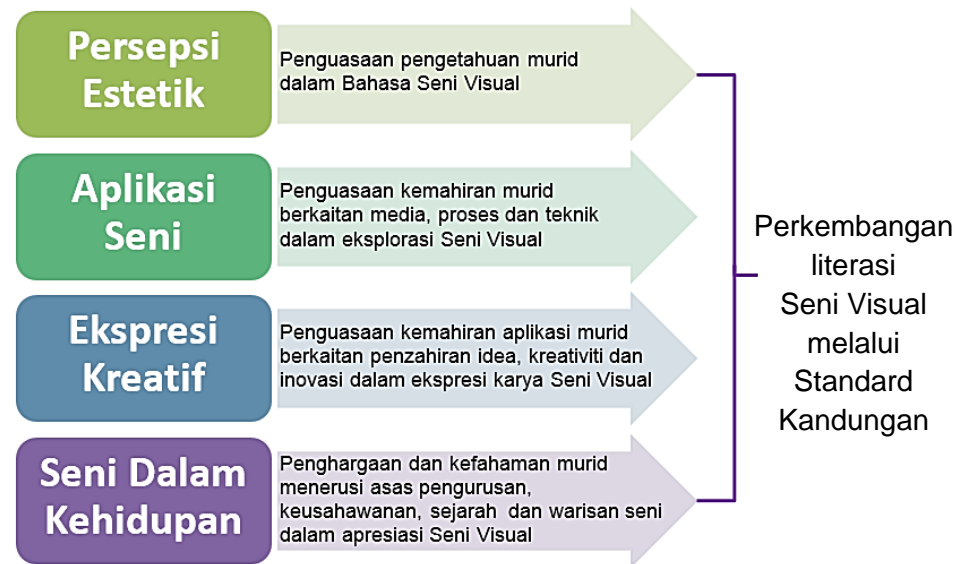 Persepsi
Estetik
Penguasaan pengetahuan murid
dalam Bahasa Seni Visual
Aplikasi
Seni
Penguasaan kemahiran murid
berkaitan media, proses dan teknik
dalam eksplorasi Seni Visual
Ekspresi
Kreatif
Penguasaan kemahiran aplikasi murid
berkaitan penzahiran idea, kreativiti dan
inovasi dalam ekspresi karya Seni Visual
Seni Dalam
Kehidupan
Penghargaan dan kefahaman murid
menerusi asas pengurusan,
keusahawanan, sejarah dan warisan seni
dalam apresiasi Seni Visual
Perkembangan
literasi
Seni Visual
melalui
Standard
Kandungan